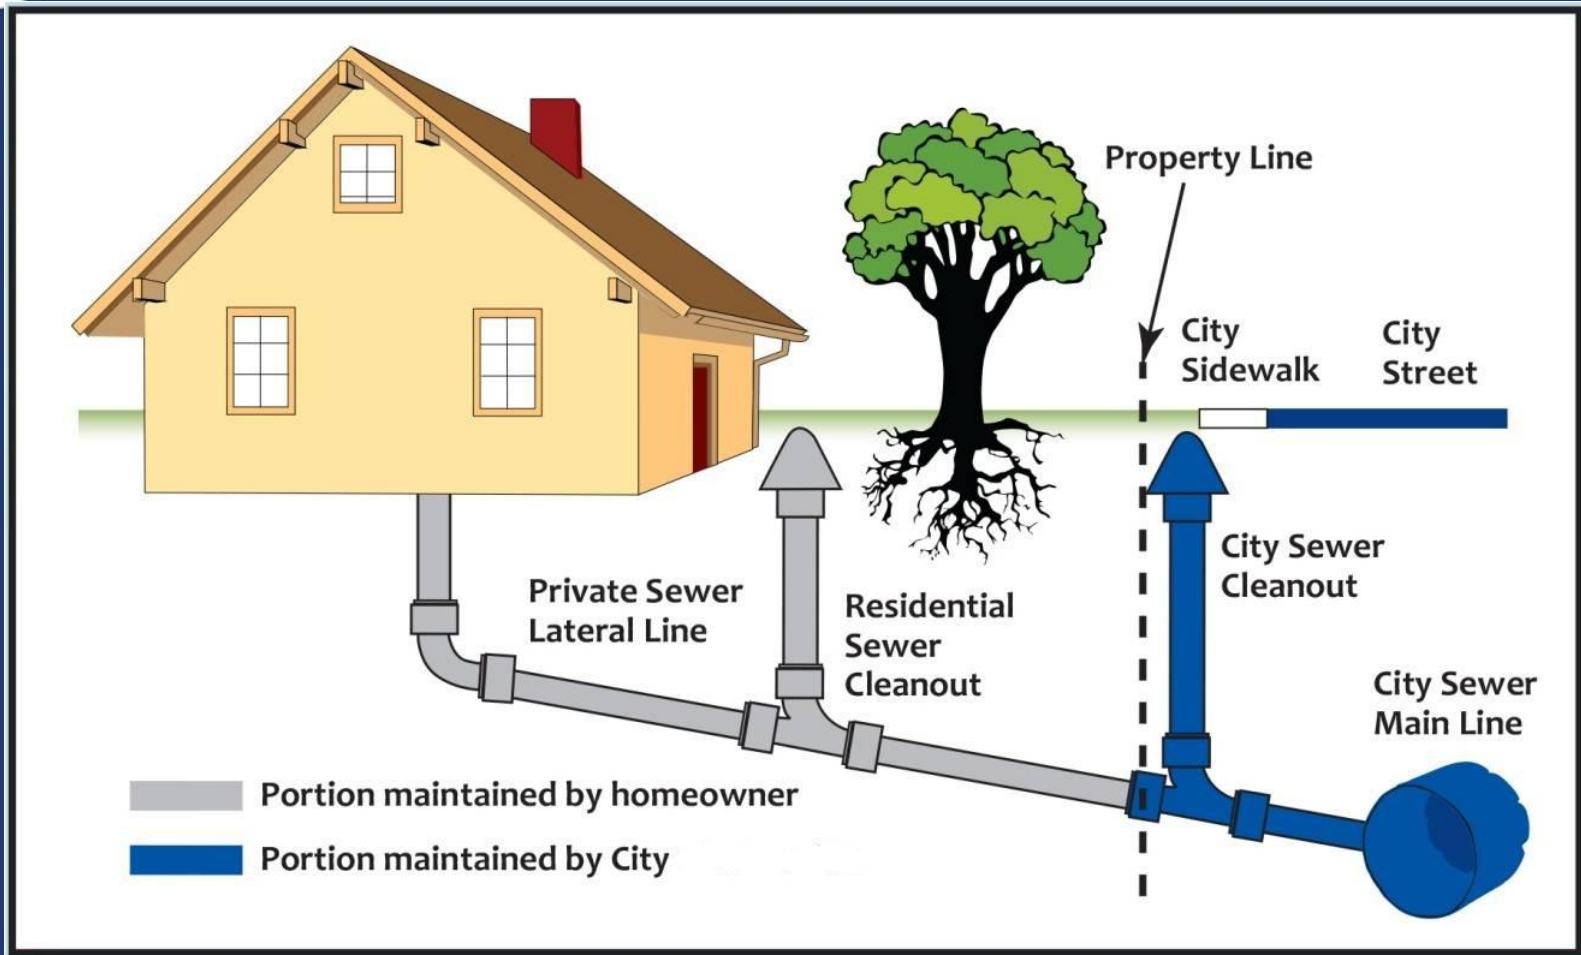 Property Line
City
Sidewalk
City
Street
City Sewer
Cleanout
Private Sewer
Lateral Line
Residential
Sewer
Cleanout
City Sewer
Main Line
Portion maintained by homeowner
Portion maintained by City